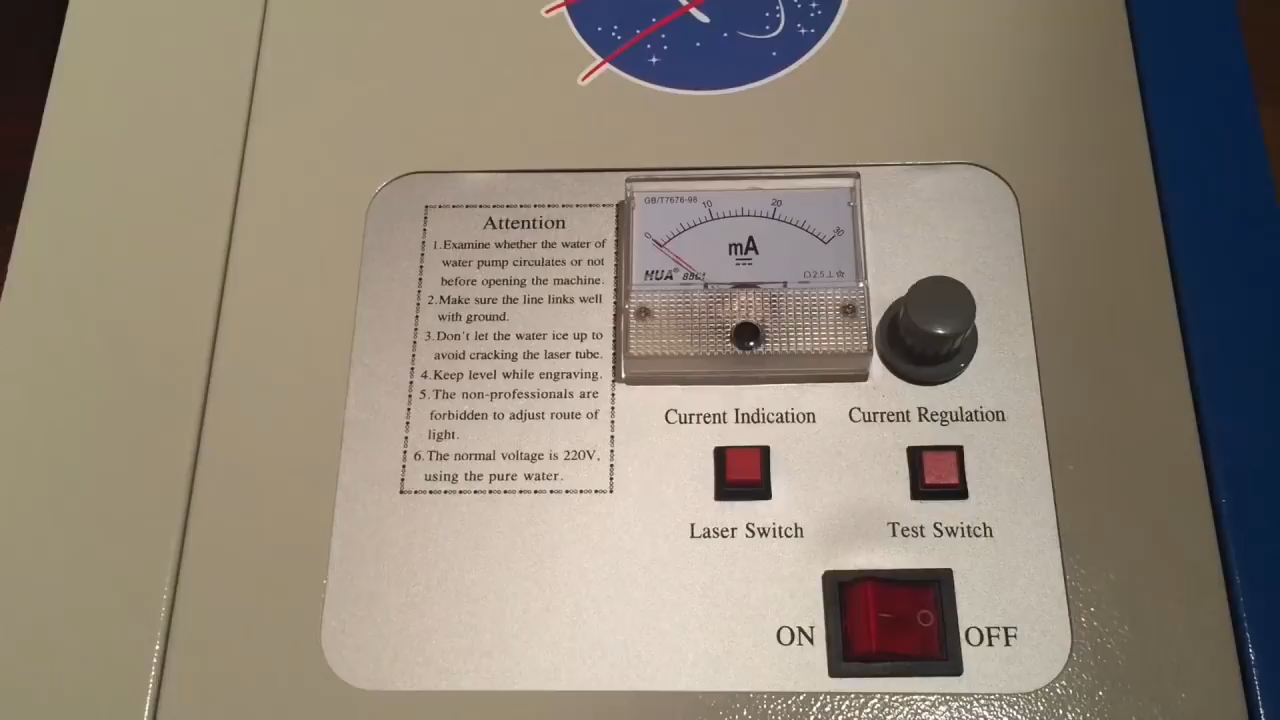 Attention
1.Examine whether the water of
water pump circulates or not
before opening the machine.
2.Make sure the line links well
with ground.
3.Don't let the water ice up to
avoid cracking the laser tube.
4.Keep level while engraving.
5.The non-professionals are
forbidden to adjust route of
light.
6.The normal voltage is 220V,
using the pure water.
GB/T7676-98
0 10 20 30
mA
HUA® 85C1
2.5
Current Indication
Current Regulation
Laser Switch
Test Switch
ON
OFF